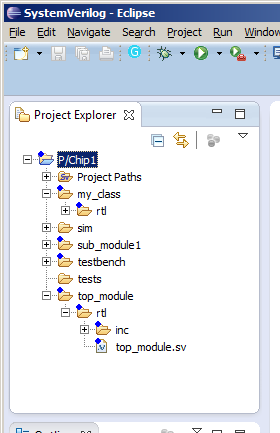 SystemVerilog - Eclipse
File Edit Navigate Search Project Run Window
Project Explorer
P/Chip1
Project Paths
my_class
rtl
sim
sub_module1
testbench
tests
top_module
rtl
inc
top_module.sv